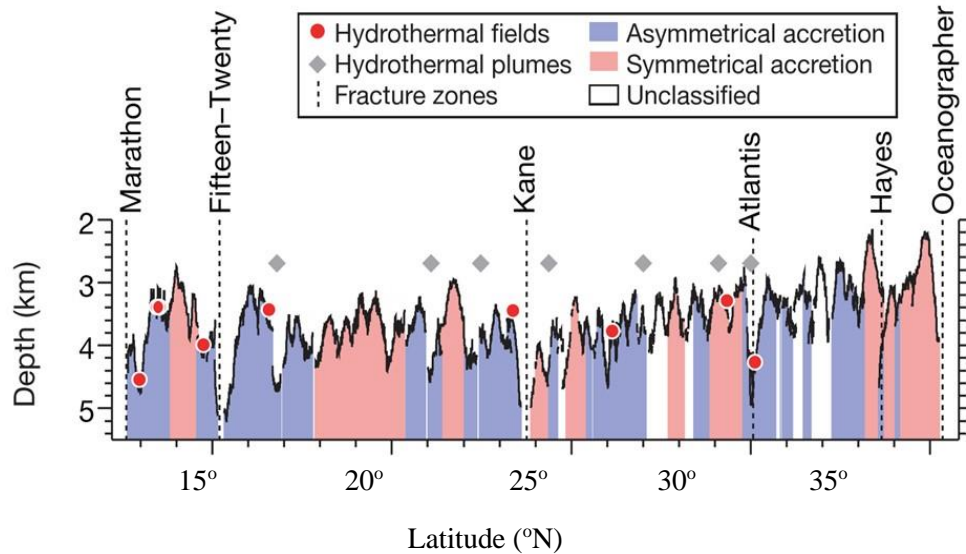 Hydrothermal fields
Hydrothermal plumes
Fracture zones
Asymmetrical accretion
Symmetrical accretion
Unclassified
Marathon
Fifteen–Twenty
Kane
Atlantis
Hayes
Oceanographer
Depth (km)
2
3
4
5
15º 20º 25º 30º 35º
Latitude (ºN)